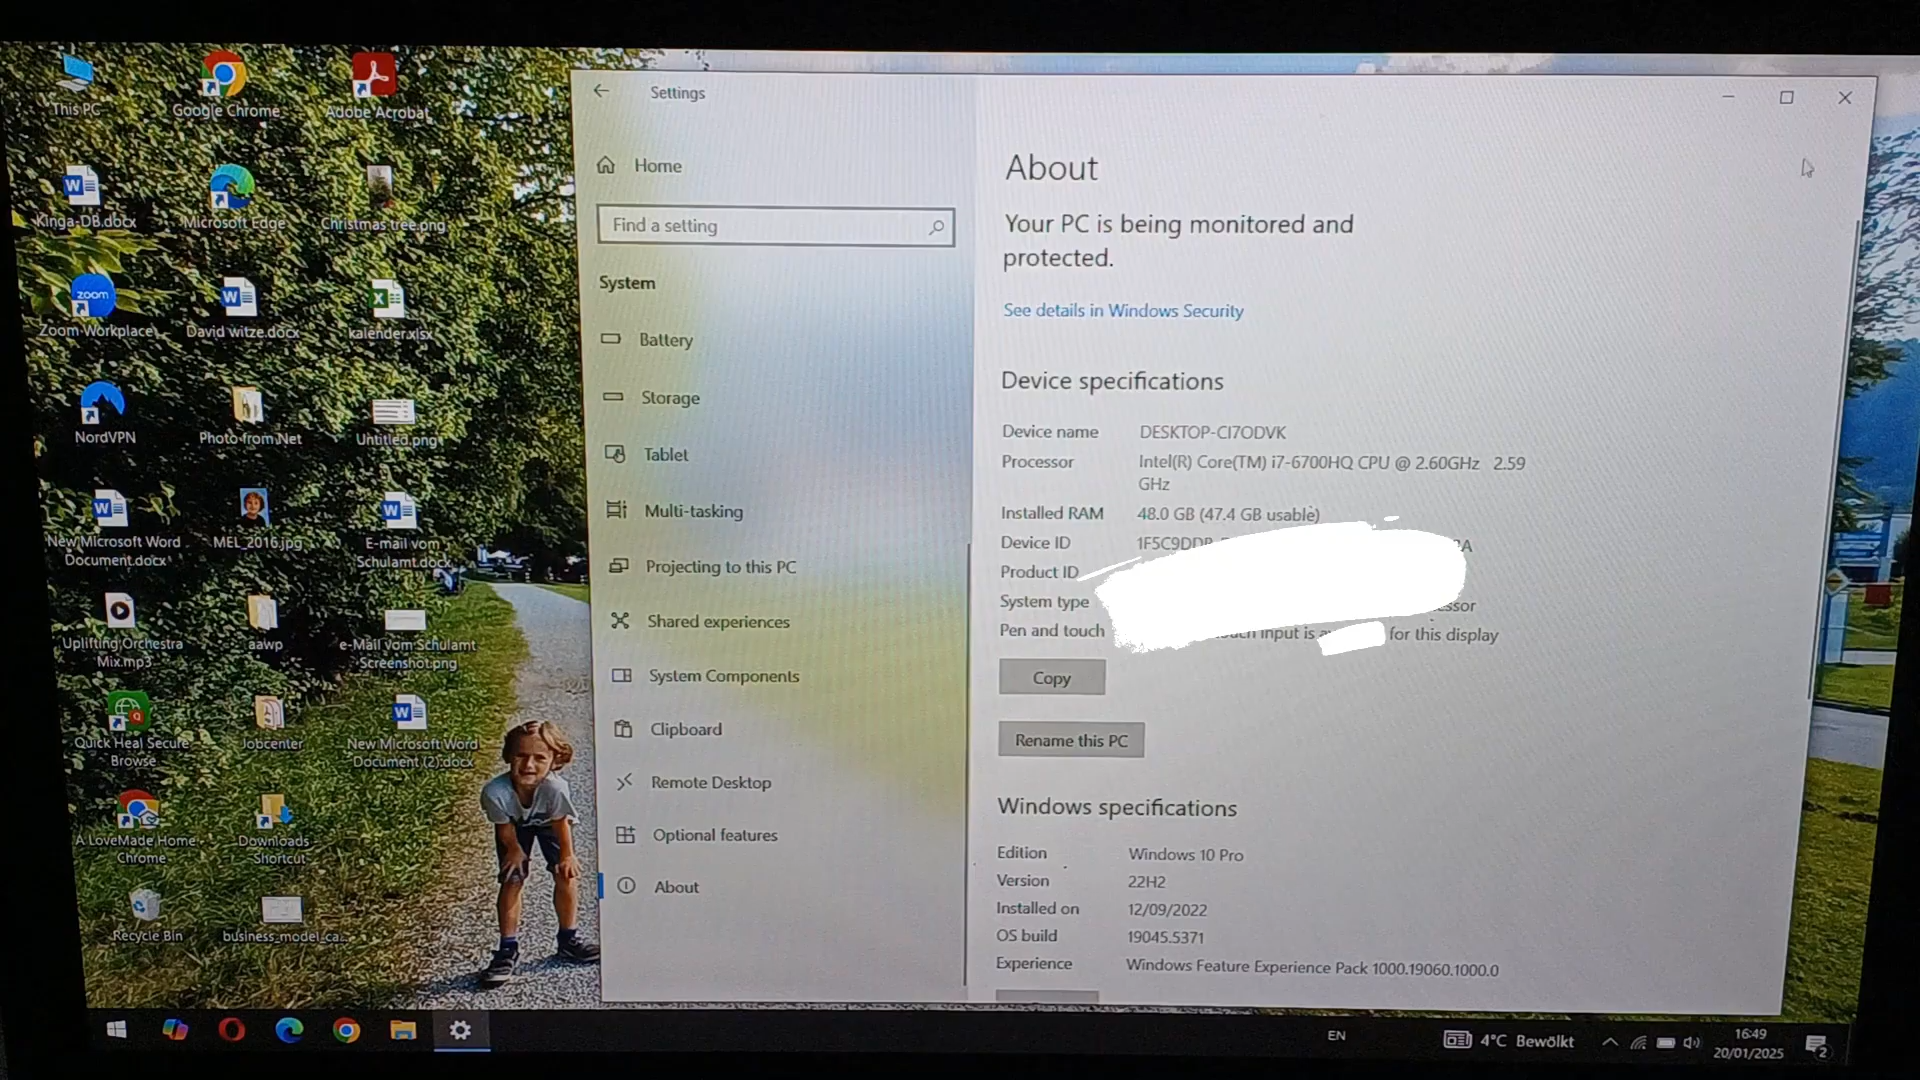 This PC
Google Chrome
Adobe Acrobat
Kinga-DB.docx
Microsoft Edge
Christmas tree.png
zoom
Zoom Workplace
David witze.docx
kalender.xlsx
NordVPN
Photo from Net
Untitled.png
New Microsoft Word
Document.docx
MEL_2016.jpg
E-mail vom
Schulamt.docx
Uplifting Orchestra
Mix.mp3
aawp
e-Mail vom Schulamt
Screenshot.png
Quick Heal Secure
Browse
Jobcenter
New Microsoft Word
Document (2).docx
A LoveMade Home
Chrome
Downloads
Shortcut
Recycle Bin
business_model_ca...
Settings
Home
Find a setting
System
Battery
Storage
Tablet
Multi-tasking
Projecting to this PC
Shared experiences
System Components
Clipboard
Remote Desktop
Optional features
About
About
Your PC is being monitored and
protected.
See details in Windows Security
Device specifications
Device name DESKTOP-CI7ODVK
Processor Intel(R) Core(TM) i7-6700HQ CPU @ 2.60GHz 2.59
GHz
Installed RAM 48.0 GB (47.4 GB usable)
Device ID
Product ID
System type
Pen and touch input is for this display
Copy
Rename this PC
Windows specifications
Edition Windows 10 Pro
Version 22H2
Installed on 12/09/2022
OS build 19045.5371
Experience Windows Feature Experience Pack 1000.19060.1000.0
EN
4°C Bewölkt
16:49
20/01/2025
2